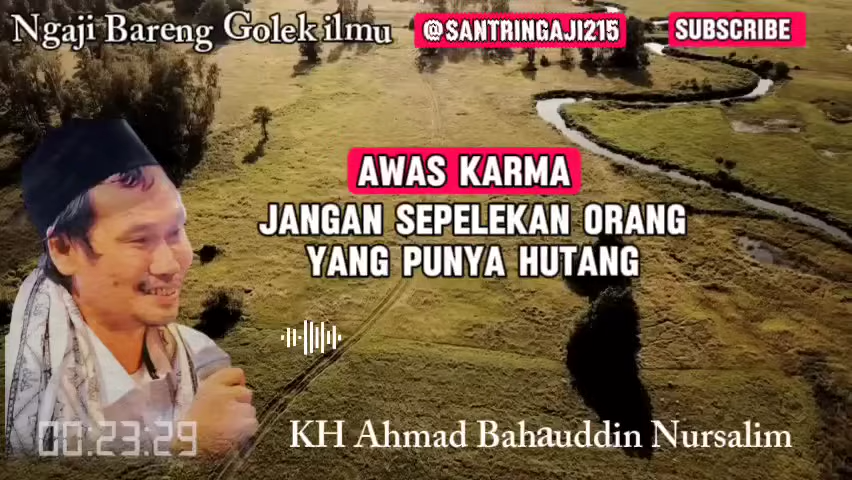 Ngaji Bareng Golek ilmu
@SANTRINGAJI215
SUBSCRIBE
AWAS KARMA
JANGAN SEPELEKAN ORANG
YANG PUNYA HUTANG
00:23:29
KH Ahmad Bahauddin Nursalim